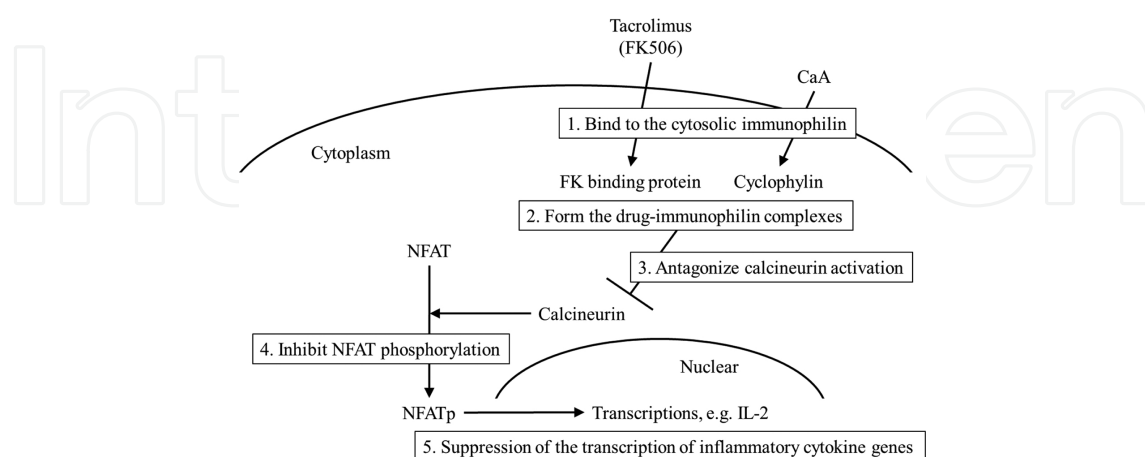 Tacrolimus
(FK506)
CaA
1. Bind to the cytosolic immunophilin
Cytoplasm
FK binding protein
Cyclophylin
2. Form the drug-immunophilin complexes
NFAT
3. Antagonize calcineurin activation
Calcineurin
4. Inhibit NFAT phosphorylation
Nuclear
NFATp
Transcriptions, e.g. IL-2
5. Suppression of the transcription of inflammatory cytokine genes